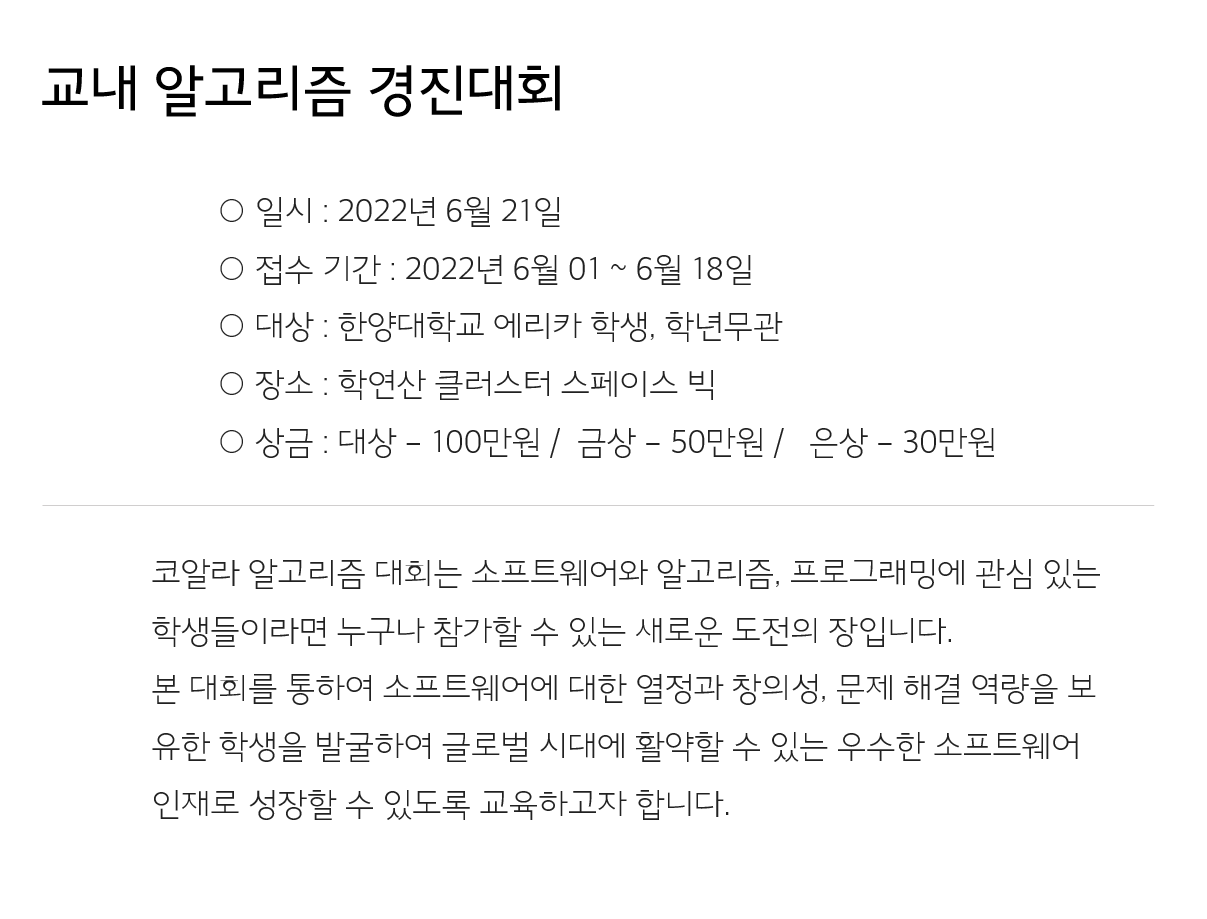 교내 알고리즘 경진대회
○ 일시 : 2022년 6월 21일
○ 접수 기간 : 2022년 6월 01 ~ 6월 18일
○ 대상 : 한양대학교 에리카 학생, 학년무관
○ 장소 : 학연산 클러스터 스페이스 빅
○ 상금 : 대상 – 100만원 /  금상 – 50만원 /   은상 – 30만원
코알라 알고리즘 대회는 소프트웨어와 알고리즘, 프로그래밍에 관심 있는
학생들이라면 누구나 참가할 수 있는 새로운 도전의 장입니다.
본 대회를 통하여 소프트웨어에 대한 열정과 창의성, 문제 해결 역량을 보
유한 학생을 발굴하여 글로벌 시대에 활약할 수 있는 우수한 소프트웨어
인재로 성장할 수 있도록 교육하고자 합니다.